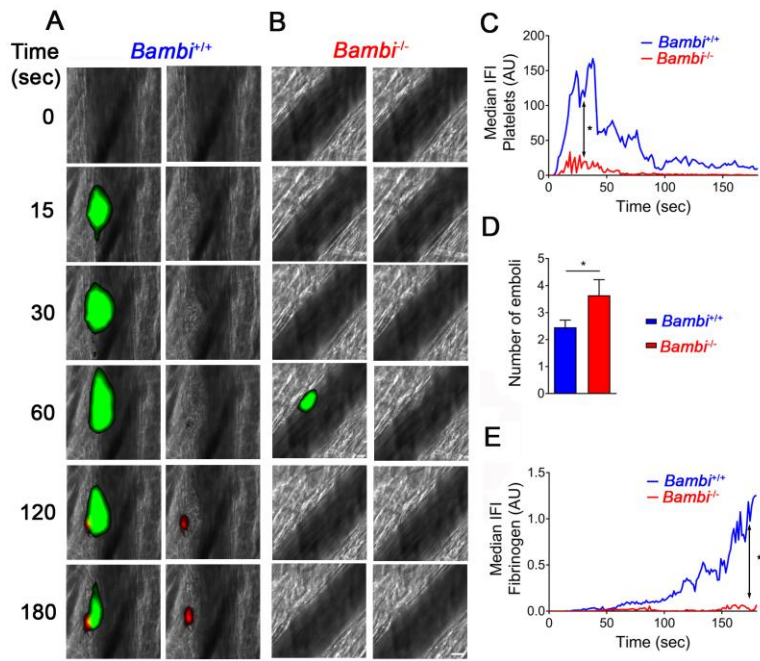 A
B
Time
(sec)
Bambi+/+
Bambi-/-
0
15
30
60
120
180
C
Bambi+/+
Bambi-/-
Median IFI
Platelets (AU)
200
150
100
50
0
*
0 50 100 150
Time (sec)
D
Number of emboli
5
4
3
2
1
0
*
Bambi+/+
Bambi-/-
E
Bambi+/+
Bambi-/-
Median IFI
Fibrinogen (AU)
1.5
1.0
0.5
0.0
*
0 50 100 150
Time (sec)